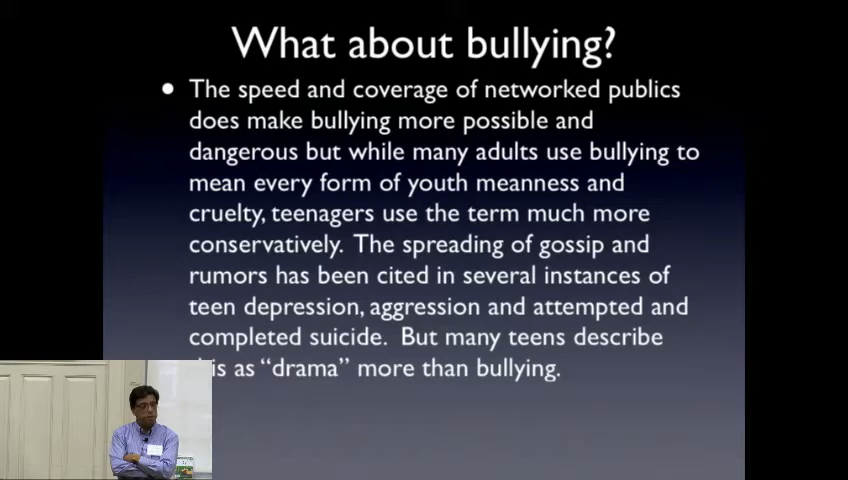 What about bullying?
• The speed and coverage of networked publics
does make bullying more possible and
dangerous but while many adults use bullying to
mean every form of youth meanness and
cruelty, teenagers use the term much more
conservatively. The spreading of gossip and
rumors has been cited in several instances of
teen depression, aggression and attempted and
completed suicide. But many teens describe
is as “drama” more than bullying.